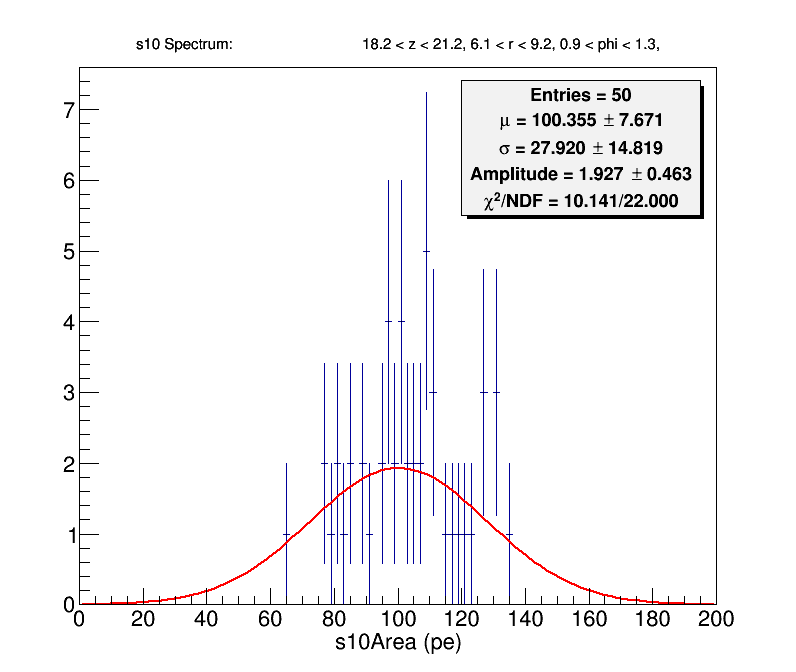 s10 Spectrum: 18.2 < z < 21.2, 6.1 < r < 9.2, 0.9 < phi < 1.3,
Entries = 50
μ = 100.355 ± 7.671
σ = 27.920 ± 14.819
Amplitude = 1.927 ± 0.463
χ²/NDF = 10.141/22.000
7
6
5
4
3
2
1
0
0 20 40 60 80 100 120 140 160 180 200
s10Area (pe)